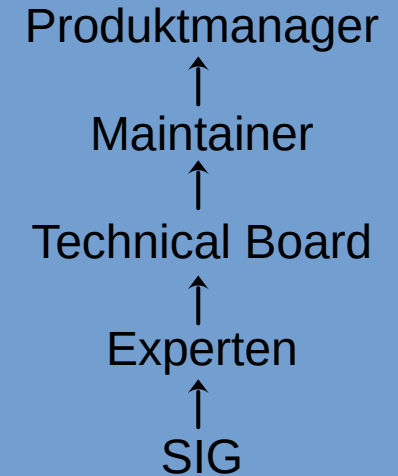 Produktmanager
Maintainer
Technical Board
Experten
SIG